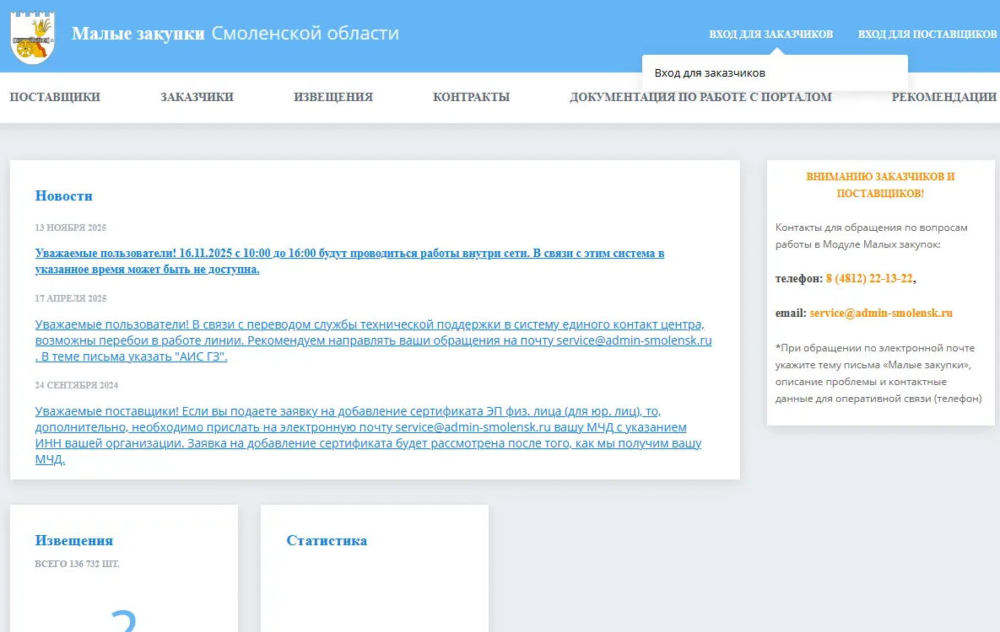 Малые закупки Смоленской области
ВХОД ДЛЯ ЗАКАЗЧИКОВ
ВХОД ДЛЯ ПОСТАВЩИКОВ
Вход для заказчиков
ПОСТАВЩИКИ
ЗАКАЗЧИКИ
ИЗВЕЩЕНИЯ
КОНТРАКТЫ
ДОКУМЕНТАЦИЯ ПО РАБОТЕ С ПОРТАЛОМ
РЕКОМЕНДАЦИИ
Новости
13 НОЯБРЯ 2025
Уважаемые пользователи! 16.11.2025 с 10:00 до 16:00 будут проводиться работы внутри сети. В связи с этим система в
указанное время может быть не доступна.
17 АПРЕЛЯ 2025
Уважаемые пользователи! В связи с переводом службы технической поддержки в систему единого контакт центра,
возможны перебои в работе линии. Рекомендуем направлять ваши обращения на почту service@admin-smolensk.ru
. В теме письма указать "АИС ГЗ".
24 СЕНТЯБРЯ 2024
Уважаемые поставщики! Если вы подаете заявку на добавление сертификата ЭП физ. лица (для юр. лиц), то,
дополнительно, необходимо прислать на электронную почту service@admin-smolensk.ru вашу МЧД с указанием
ИНН вашей организации. Заявка на добавление сертификата будет рассмотрена после того, как мы получим вашу
МЧД.
ВНИМАНИЮ ЗАКАЗЧИКОВ И
ПОСТАВЩИКОВ!
Контакты для обращения по вопросам
работы в Модуле Малых закупок:
телефон: 8 (4812) 22-13-22,
email: service@admin-smolensk.ru
*При обращении по электронной почте
укажите тему письма «Малые закупки»,
описание проблемы и контактные
данные для оперативной связи (телефон)
Извещения
ВСЕГО 136 732 ШТ.
2
Статистика